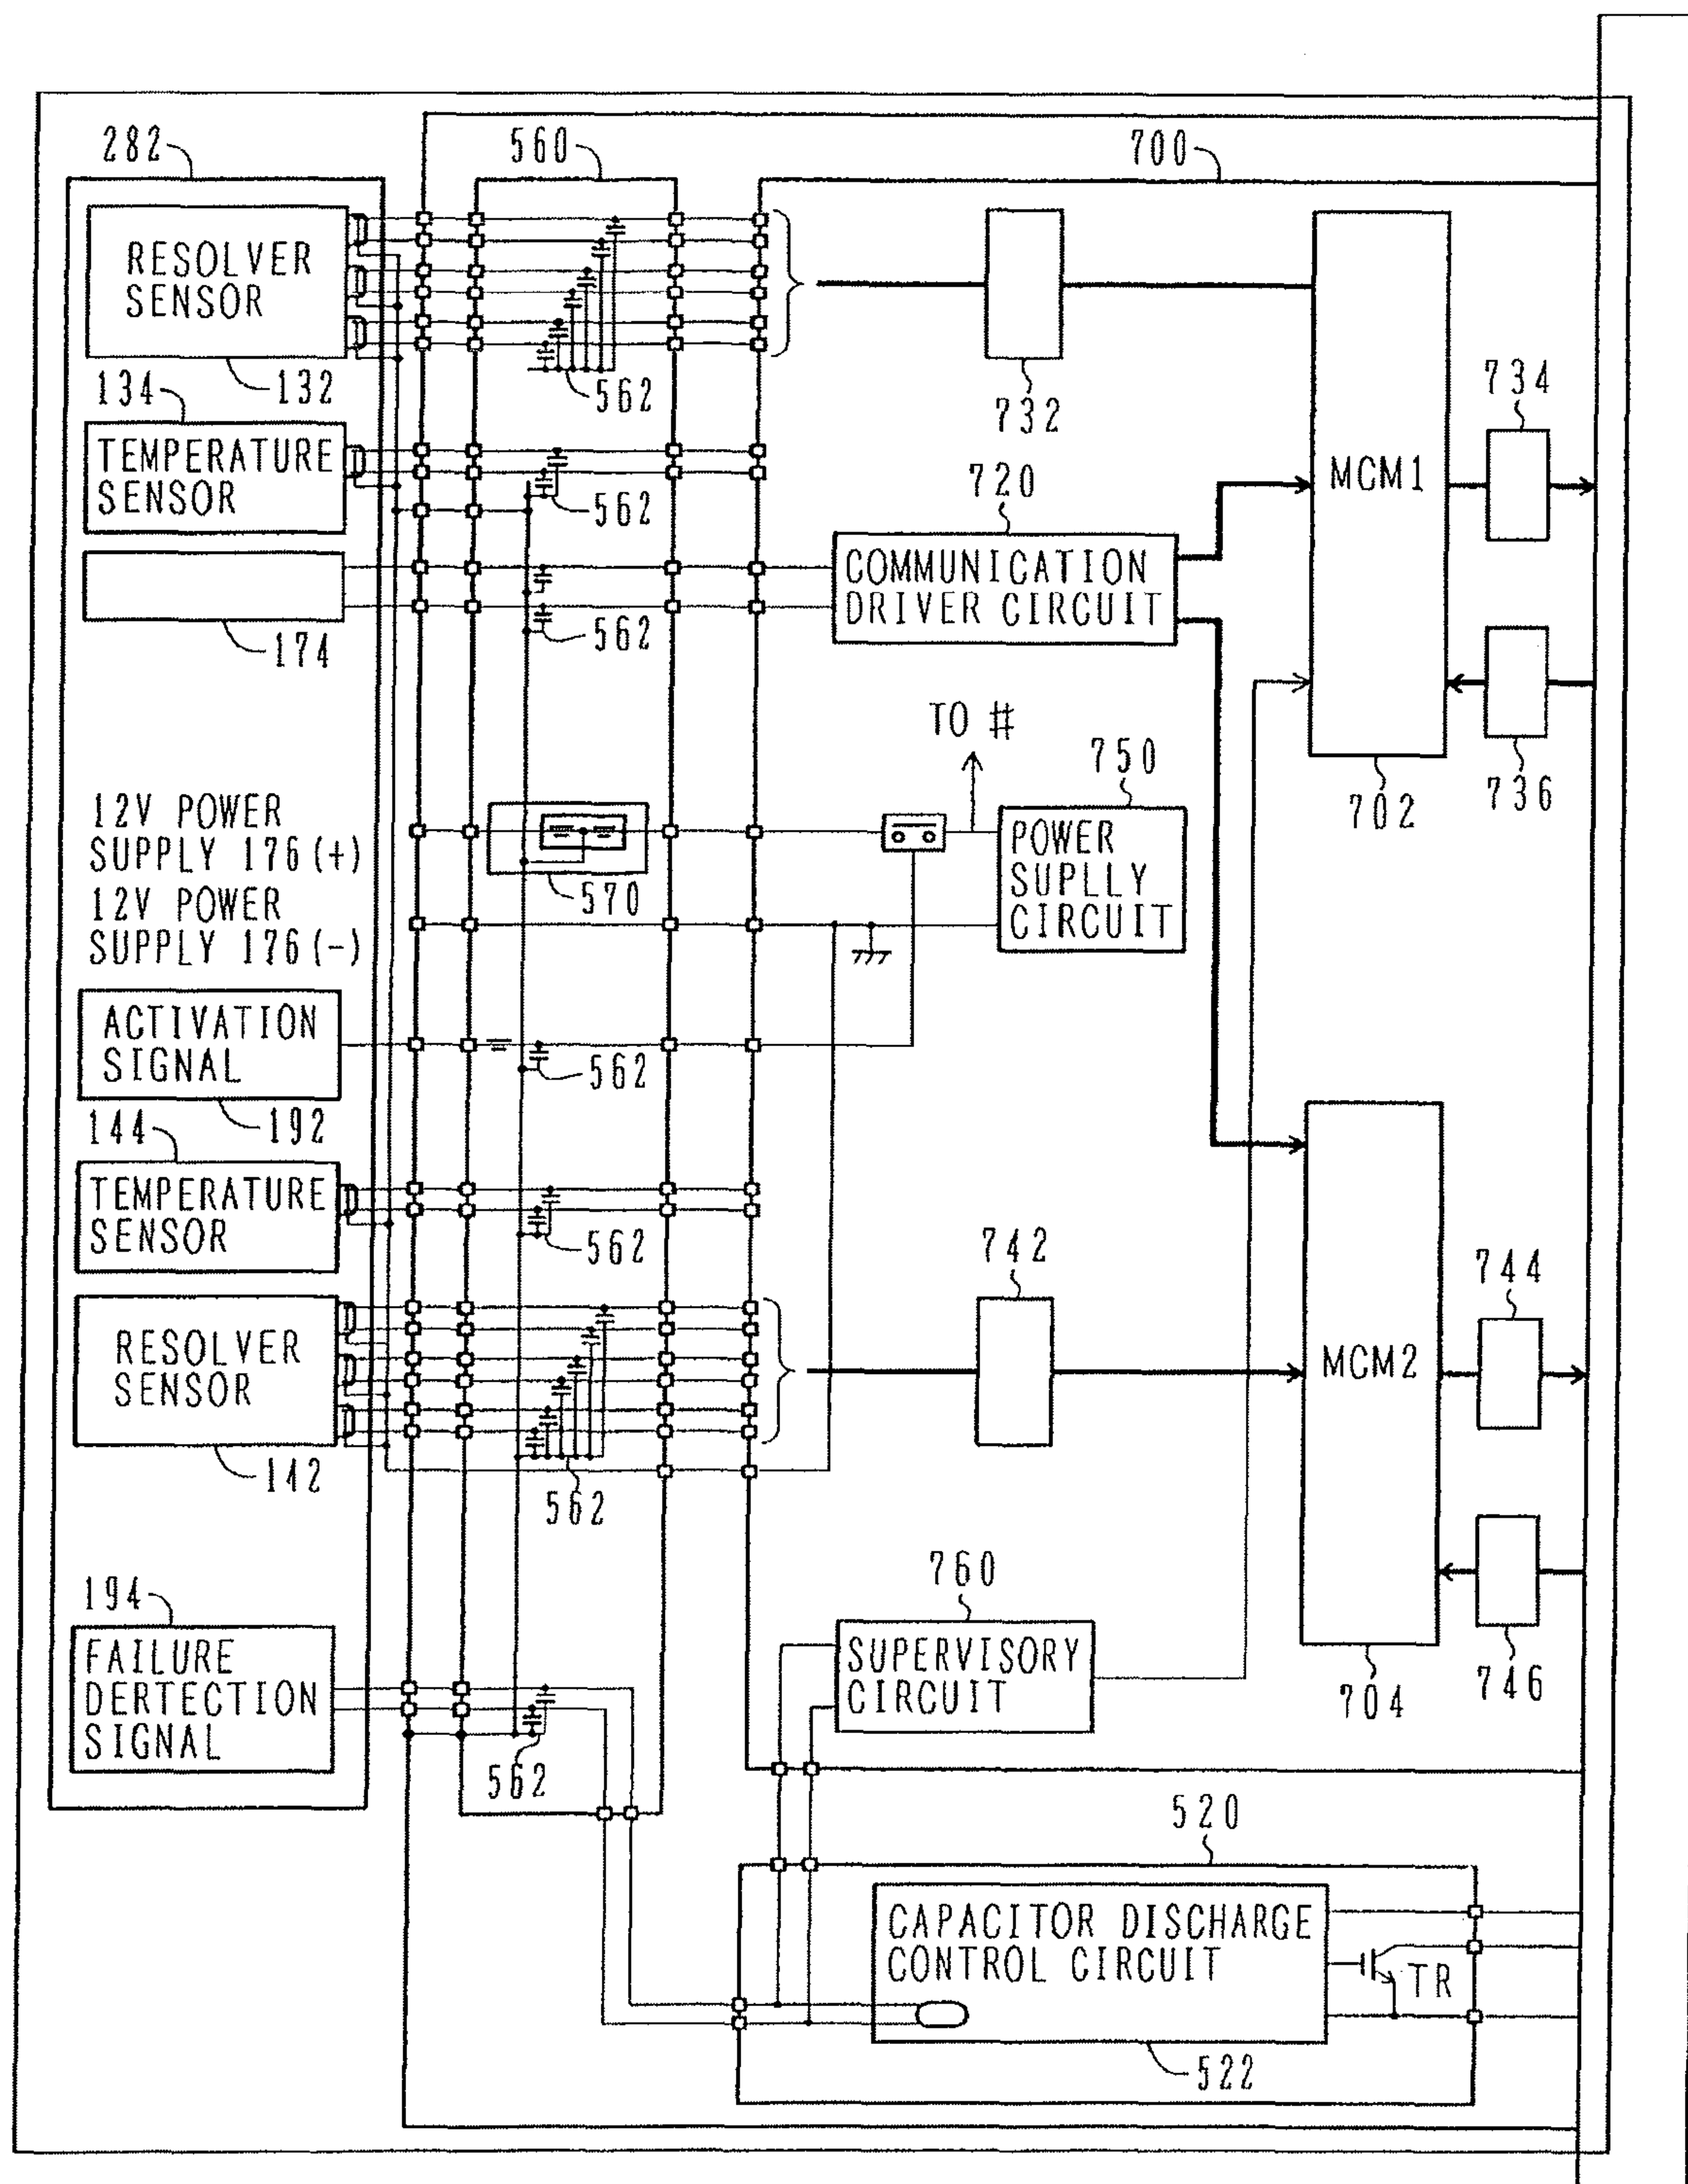 282
560
700
RESOLVER
SENSOR
132
562
732
734
134
TEMPERATURE
SENSOR
562
720
MCM1
COMMUNICATION
DRIVER CIRCUIT
174
562
TO #
750
702
736
12V POWER
SUPPLY 176(+)
12V POWER
SUPPLY 176(-)
570
POWER
SUPLLY
CIRCUIT
ACTIVATION
SIGNAL
192
562
144
TEMPERATURE
SENSOR
562
742
744
RESOLVER
SENSOR
142
562
MCM2
760
194
FAILURE
DERTECTION
SIGNAL
562
SUPERVISORY
CIRCUIT
704
746
520
CAPACITOR DISCHARGE
CONTROL CIRCUIT
TR
522